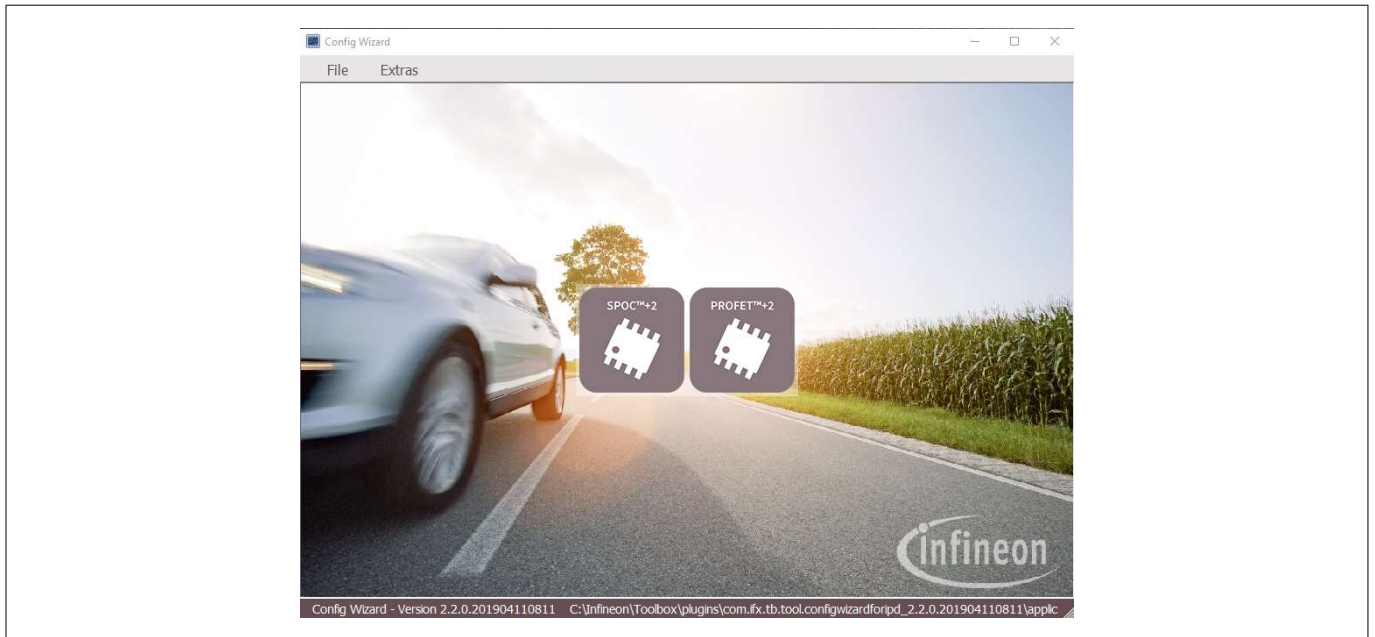 Config Wizard
File Extras
SPOC™+2 PROFET™+2
infineon
Config Wizard - Version 2.2.0.201904110811 C:\Infineon\Toolbox\plugins\com.ifx.tb.tool.configwizardforipd_2.2.0.201904110811\applic